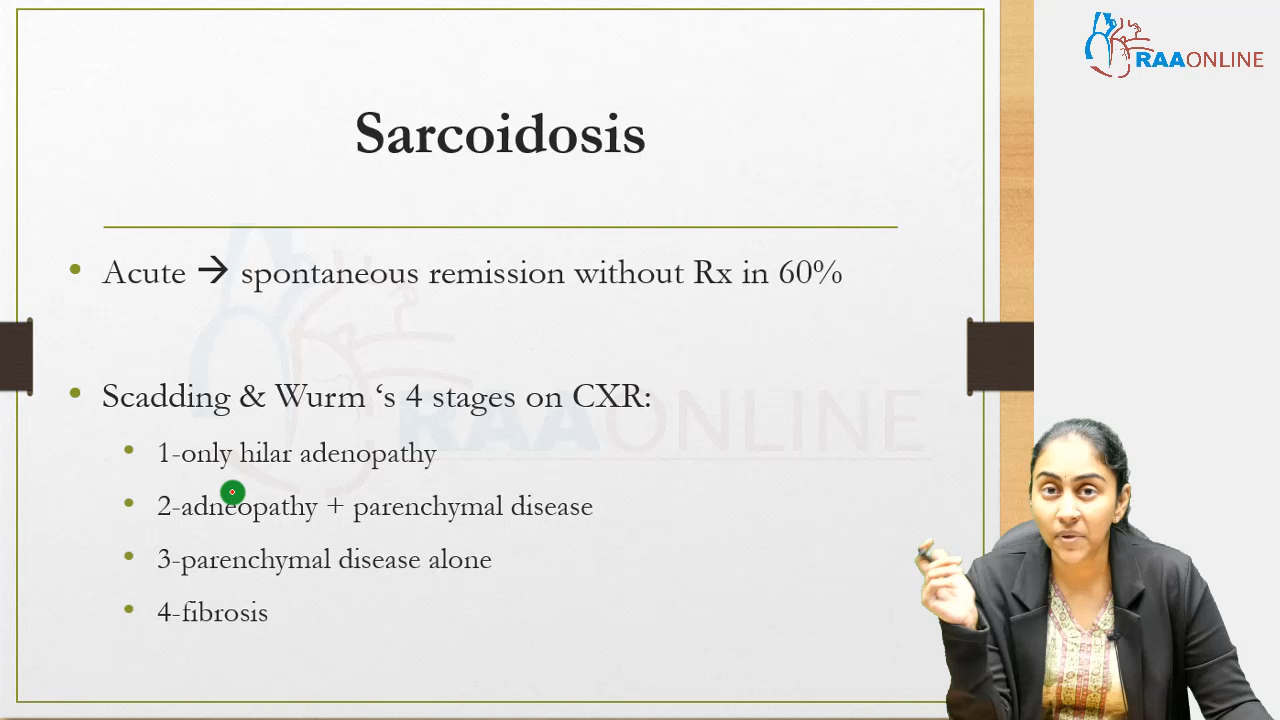 RAAONLINE
Sarcoidosis
• Acute → spontaneous remission without Rx in 60%
• Scadding & Wurm ‘s 4 stages on CXR:
• 1-only hilar adenopathy
• 2-adneopathy + parenchymal disease
• 3-parenchymal disease alone
• 4-fibrosis
RAAONLINE